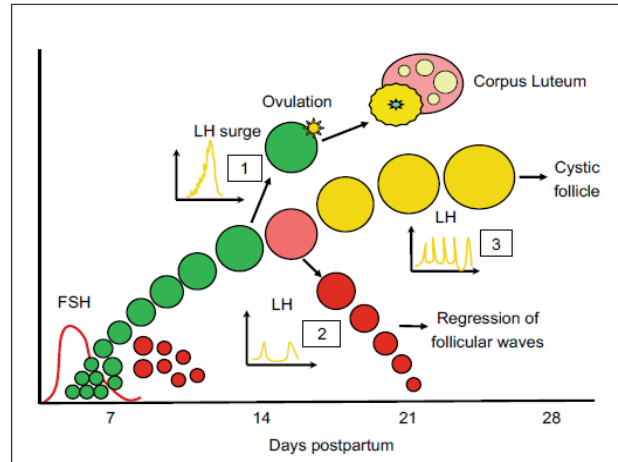 Corpus Luteum
Ovulation
LH surge
1
Cystic
follicle
LH
3
FSH
LH
2
Regression of
follicular waves
7
14
21
28
Days postpartum